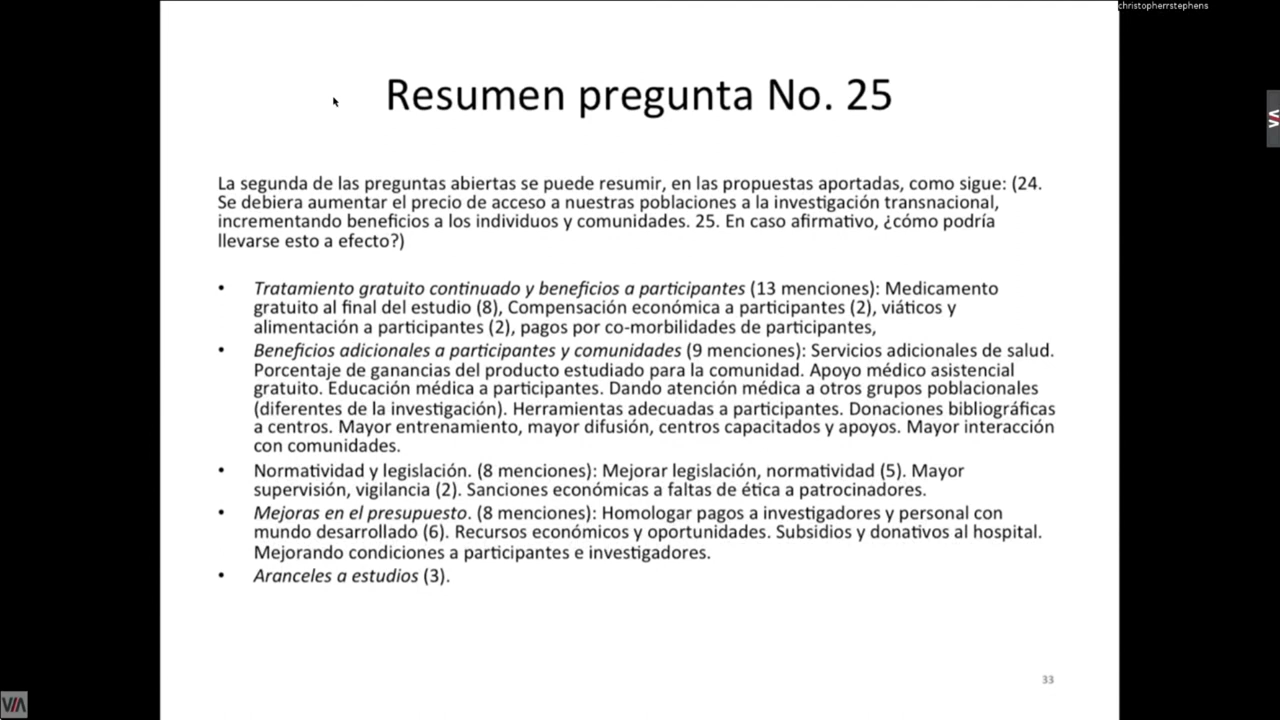 christopherrstephens
Resumen pregunta No. 25
La segunda de las preguntas abiertas se puede resumir, en las propuestas aportadas, como sigue: (24.
Se debiera aumentar el precio de acceso a nuestras poblaciones a la investigación transnacional,
incrementando beneficios a los individuos y comunidades. 25. En caso afirmativo, ¿cómo podría
llevarse esto a efecto?)
• Tratamiento gratuito continuado y beneficios a participantes (13 menciones): Medicamento
gratuito al final del estudio (8), Compensación económica a participantes (2), viáticos y
alimentación a participantes (2), pagos por co-morbilidades de participantes,
• Beneficios adicionales a participantes y comunidades (9 menciones): Servicios adicionales de salud.
Porcentaje de ganancias del producto estudiado para la comunidad. Apoyo médico asistencial
gratuito. Educación médica a participantes. Dando atención médica a otros grupos poblacionales
(diferentes de la investigación). Herramientas adecuadas a participantes. Donaciones bibliográficas
a centros. Mayor entrenamiento, mayor difusión, centros capacitados y apoyos. Mayor interacción
con comunidades.
• Normatividad y legislación. (8 menciones): Mejorar legislación, normatividad (5). Mayor
supervisión, vigilancia (2). Sanciones económicas a faltas de ética a patrocinadores.
• Mejoras en el presupuesto. (8 menciones): Homologar pagos a investigadores y personal con
mundo desarrollado (6). Recursos económicos y oportunidades. Subsidios y donativos al hospital.
Mejorando condiciones a participantes e investigadores.
• Aranceles a estudios (3).
33
VIA